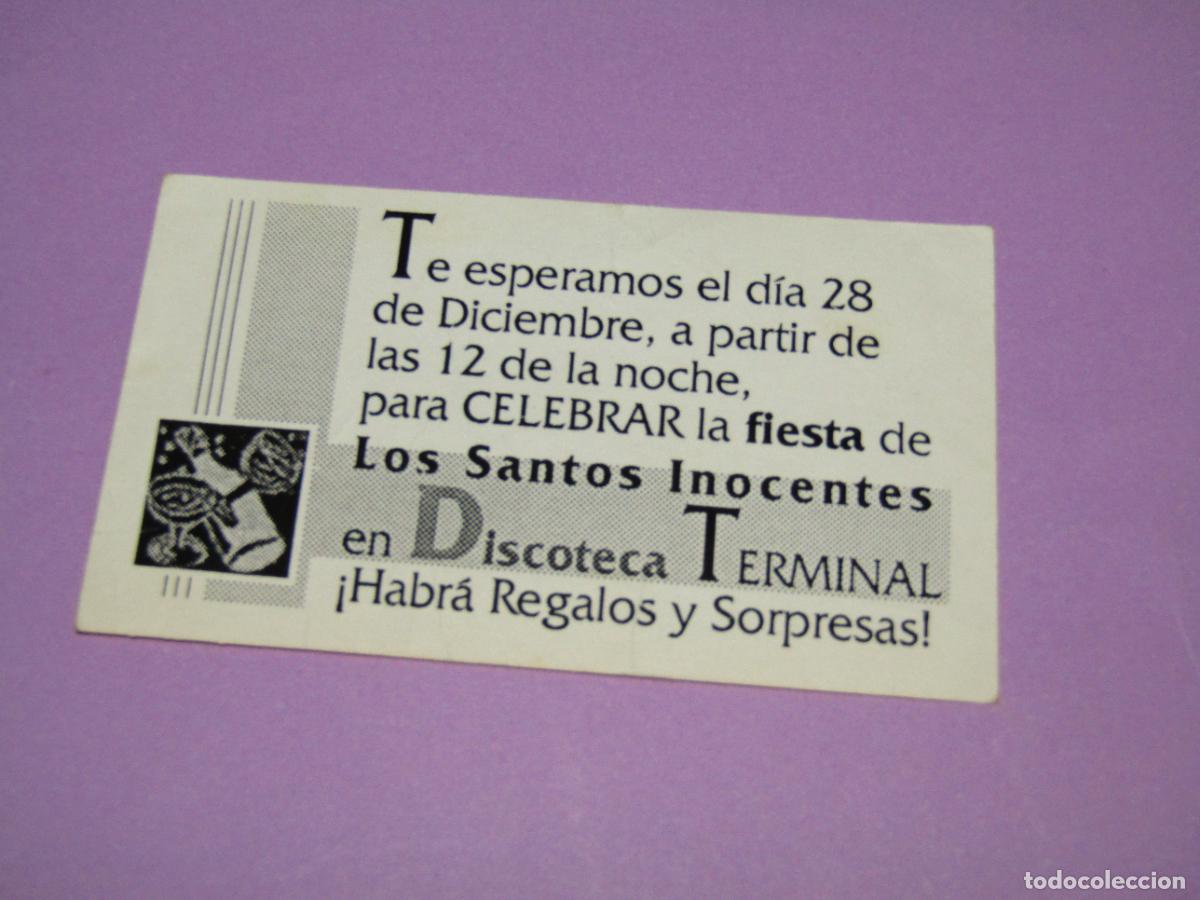 Te esperamos el día 28
de Diciembre, a partir de
las 12 de la noche,
para CELEBRAR la fiesta de
Los Santos Inocentes
en Discoteca TERMINAL
¡Habrá Regalos y Sorpresas!
todocoleccion